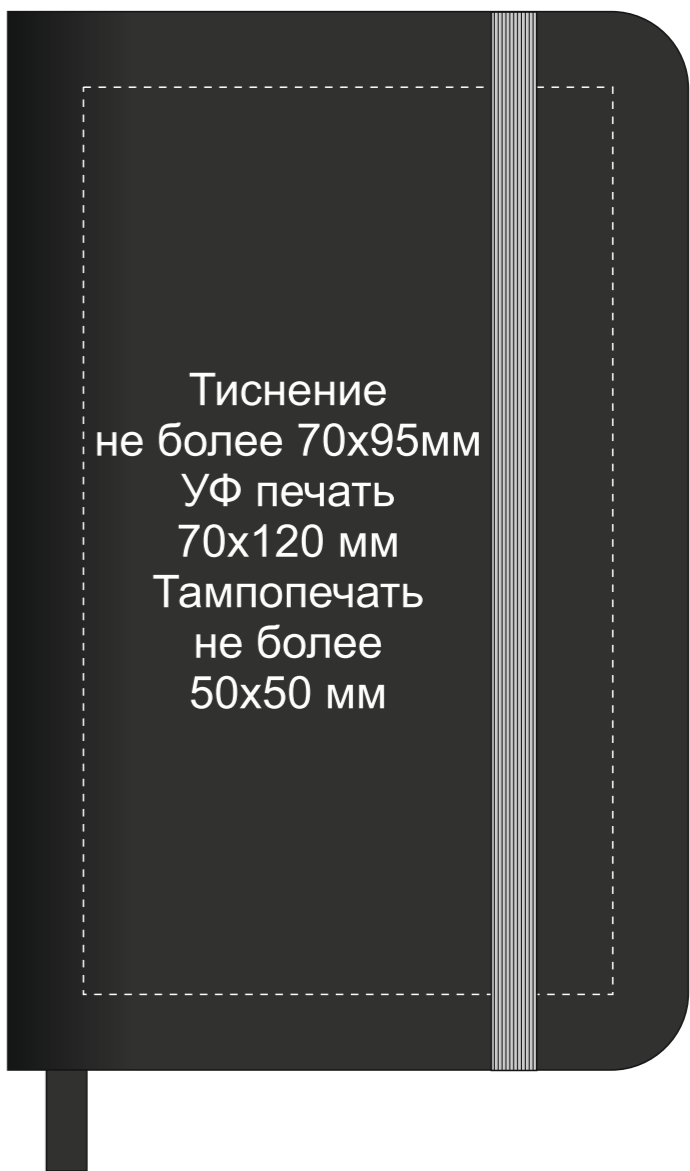 Тиснение
не более 70х95мм
УФ печать
70х120 мм
Тампопечать
не более
50х50 мм